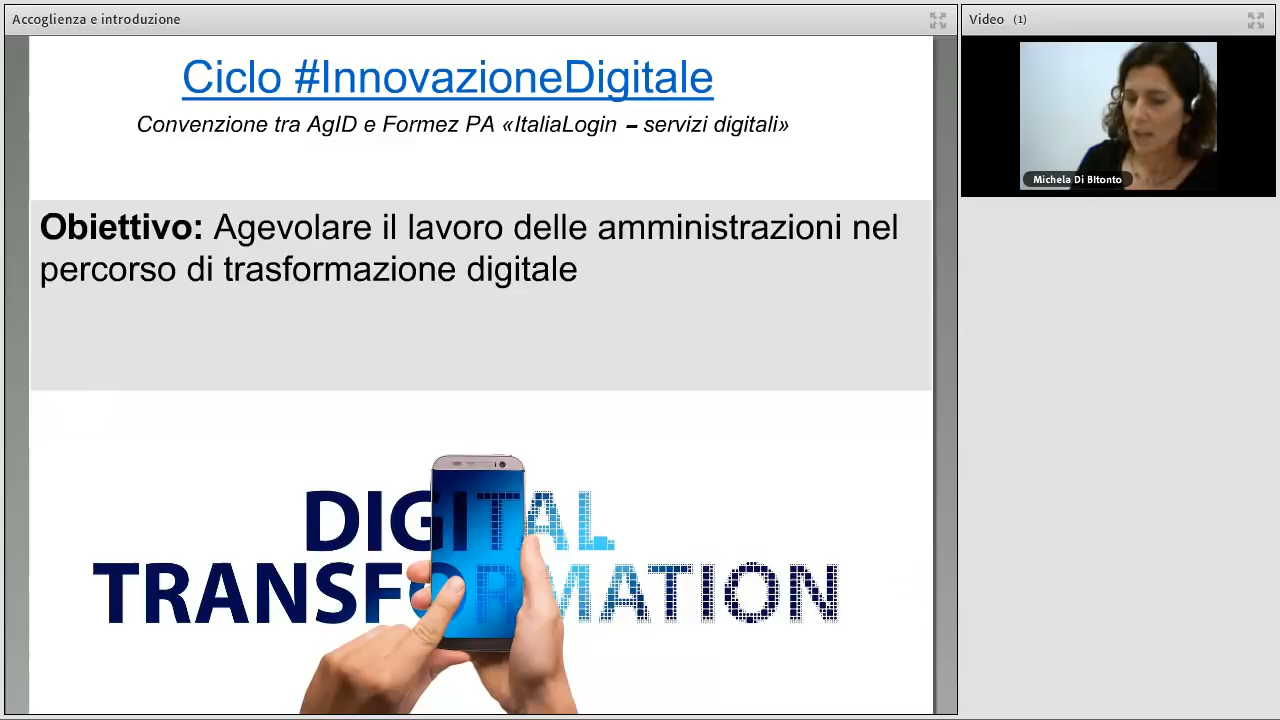 Accoglienza e introduzione
Video (1)
Ciclo #InnovazioneDigitale
Convenzione tra AgID e Formez PA «ItaliaLogin – servizi digitali»
Michela Di BItonto
Obiettivo: Agevolare il lavoro delle amministrazioni nel
percorso di trasformazione digitale
DIGITAL
TRANSFORMATION